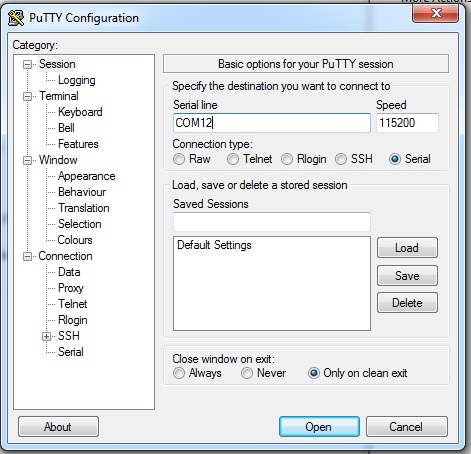 More Actions
PuTTY Configuration
Category:
Session
Logging
Terminal
Keyboard
Bell
Features
Window
Appearance
Behaviour
Translation
Selection
Colours
Connection
Data
Proxy
Telnet
Rlogin
SSH
Serial
Basic options for your PuTTY session
Specify the destination you want to connect to
Serial line Speed
COM12 115200
Connection type:
Raw Telnet Rlogin SSH Serial
Load, save or delete a stored session
Saved Sessions
Default Settings
Load
Save
Delete
Close window on exit:
Always Never Only on clean exit
About Open Cancel